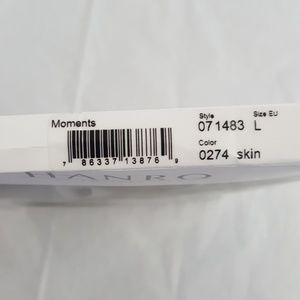 Moments
Style Size EU
071483 L
Color
0274 skin
7 86337 13876 9
HANRO